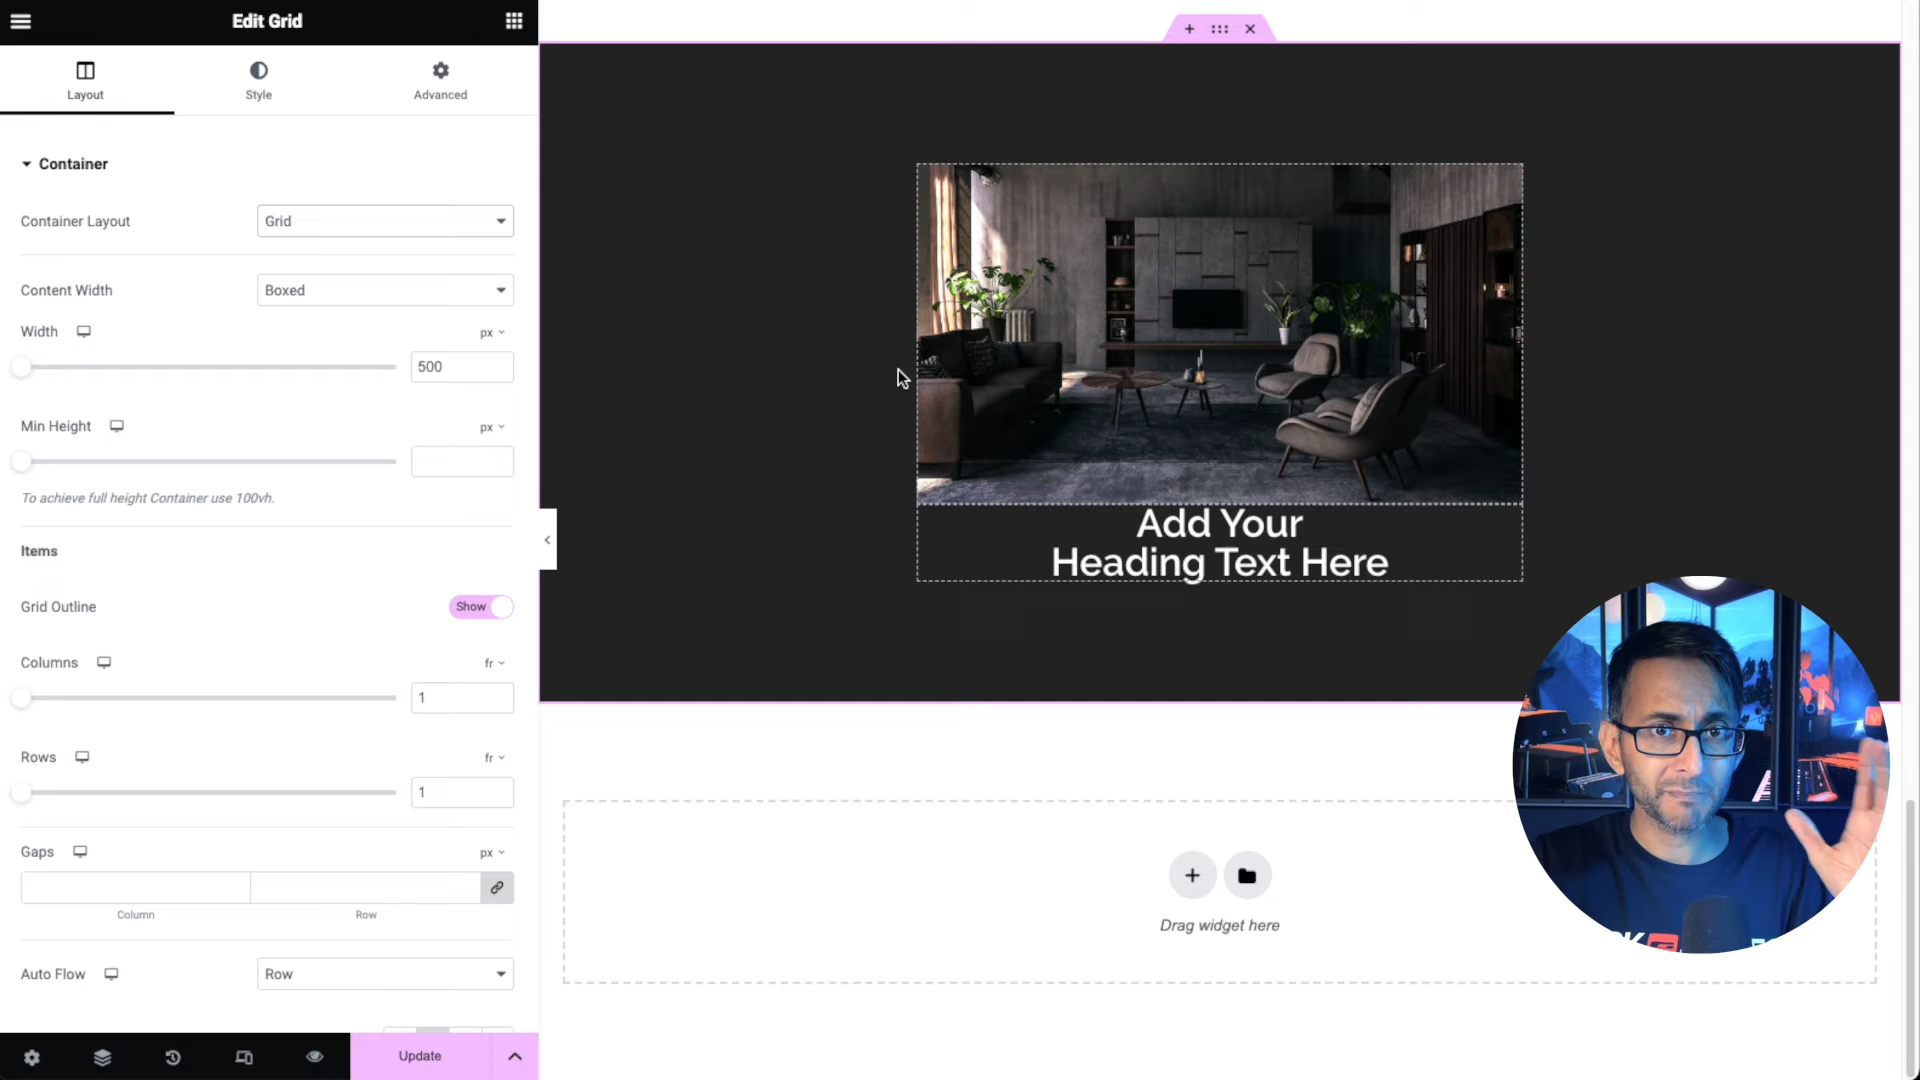 Edit Grid
Layout
Style
Advanced
Container
Container Layout
Grid
Content Width
Boxed
Width
px
500
Min Height
px
To achieve full height Container use 100vh.
Items
Grid Outline
Show
Columns
fr
1
Rows
fr
1
Gaps
px
Column
Row
Auto Flow
Row
Update
Add Your
Heading Text Here
Drag widget here